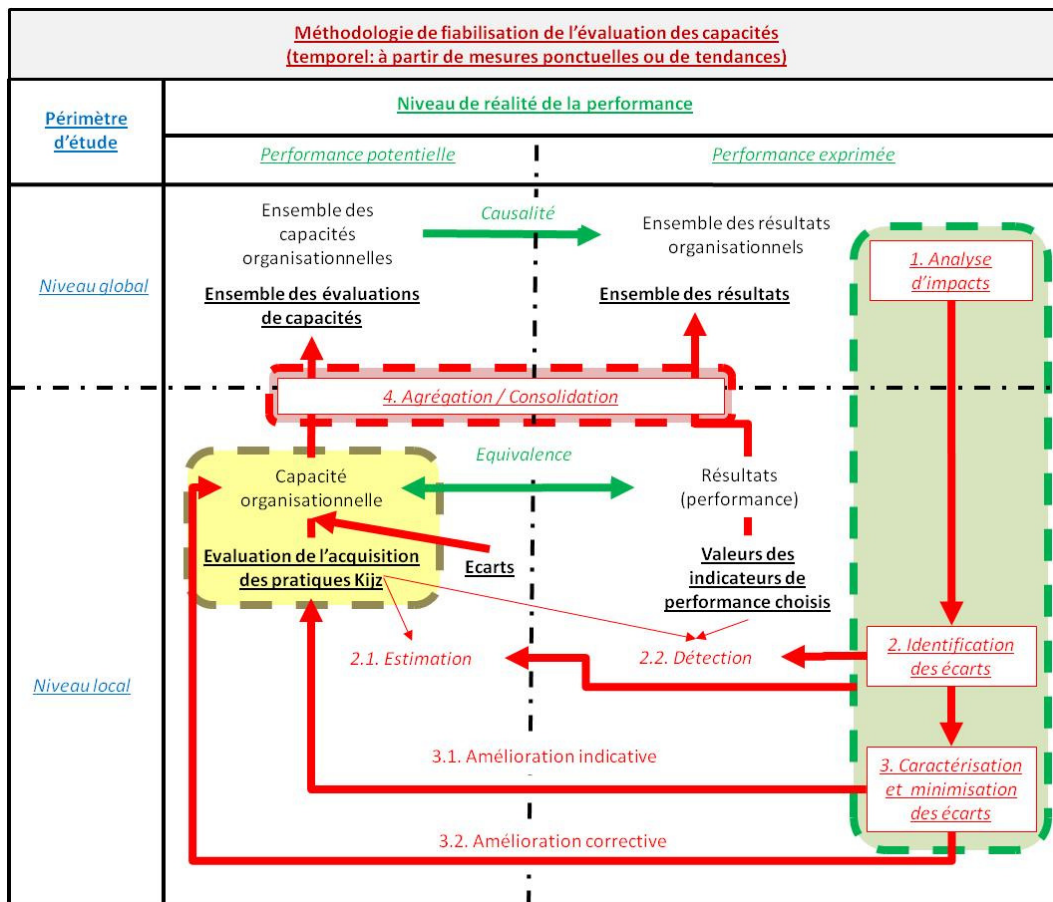 Méthodologie de fiabilisation de l'évaluation des capacités
(temporel: à partir de mesures ponctuelles ou de tendances)
Périmètre
d'étude
Niveau de réalité de la performance
Performance potentielle
Performance exprimée
Niveau global
Ensemble des
capacités
organisationnelles
Causalité
Ensemble des résultats
organisationnels
1. Analyse
d'impacts
Ensemble des évaluations
de capacités
Ensemble des résultats
4. Agrégation / Consolidation
Capacité
organisationnelle
Equivalence
Résultats
(performance)
Evaluation de l'acquisition
des pratiques Kijz
Ecarts
Valeurs des
indicateurs de
performance choisis
Niveau local
2.1. Estimation
2.2. Détection
2. Identification
des écarts
3.1. Amélioration indicative
3. Caractérisation
et minimisation
des écarts
3.2. Amélioration corrective